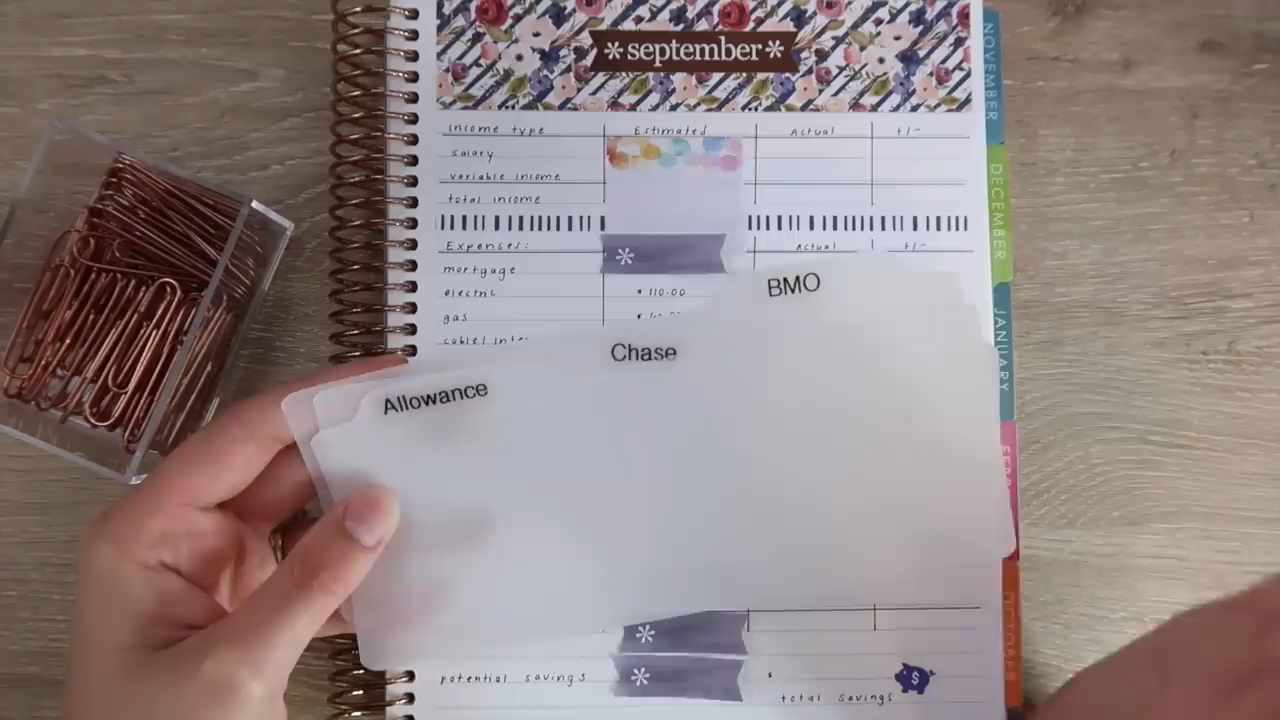 *september*
NOVEMBER
DECEMBER
JANUARY
Income type Estimated Actual +/-
salary
variable income
total income
Expenses: Actual +/-
mortgage
electric $ 110.00
gas
BMO
Chase
Allowance
potential savings $
total savings
OCTOBER